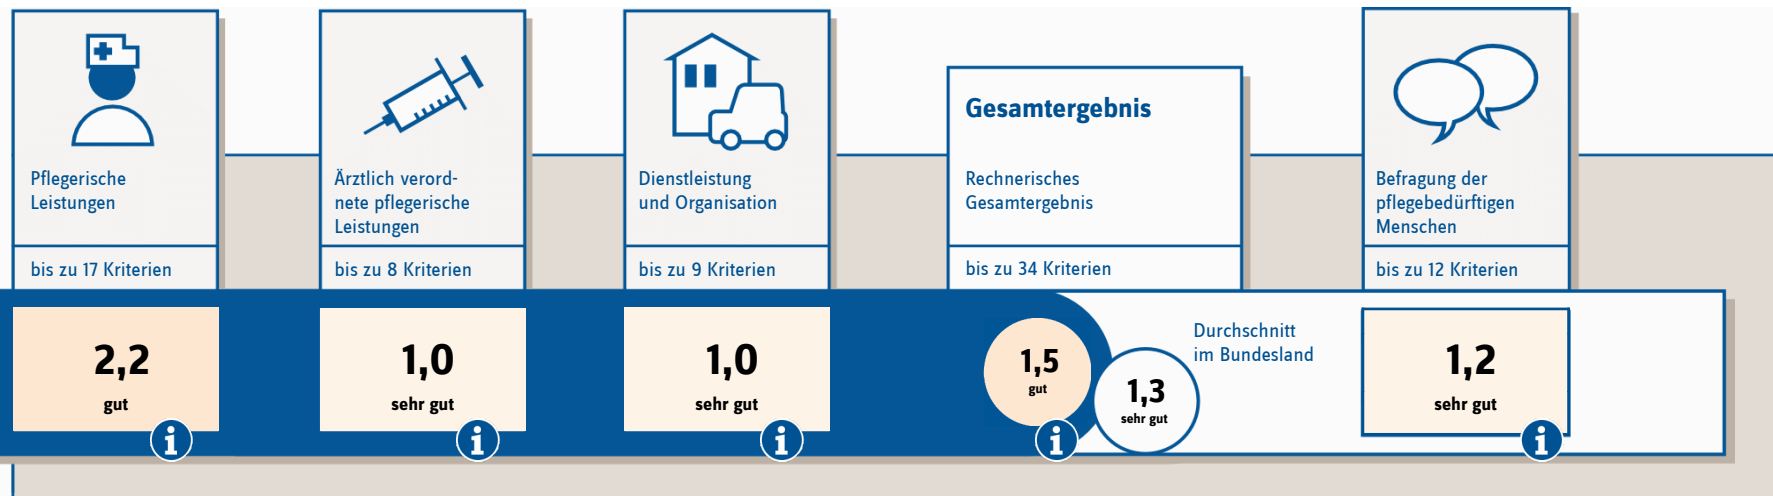 Pflegerische
Leistungen
bis zu 17 Kriterien
2,2
gut
i
Ärztlich verord-
nete pflegerische
Leistungen
bis zu 8 Kriterien
1,0
sehr gut
i
Dienstleistung
und Organisation
bis zu 9 Kriterien
1,0
sehr gut
i
Gesamtergebnis
Rechnerisches
Gesamtergebnis
bis zu 34 Kriterien
1,5
gut
i
1,3
sehr gut
Durchschnitt
im Bundesland
Befragung der
pflegebedürftigen
Menschen
bis zu 12 Kriterien
1,2
sehr gut
i